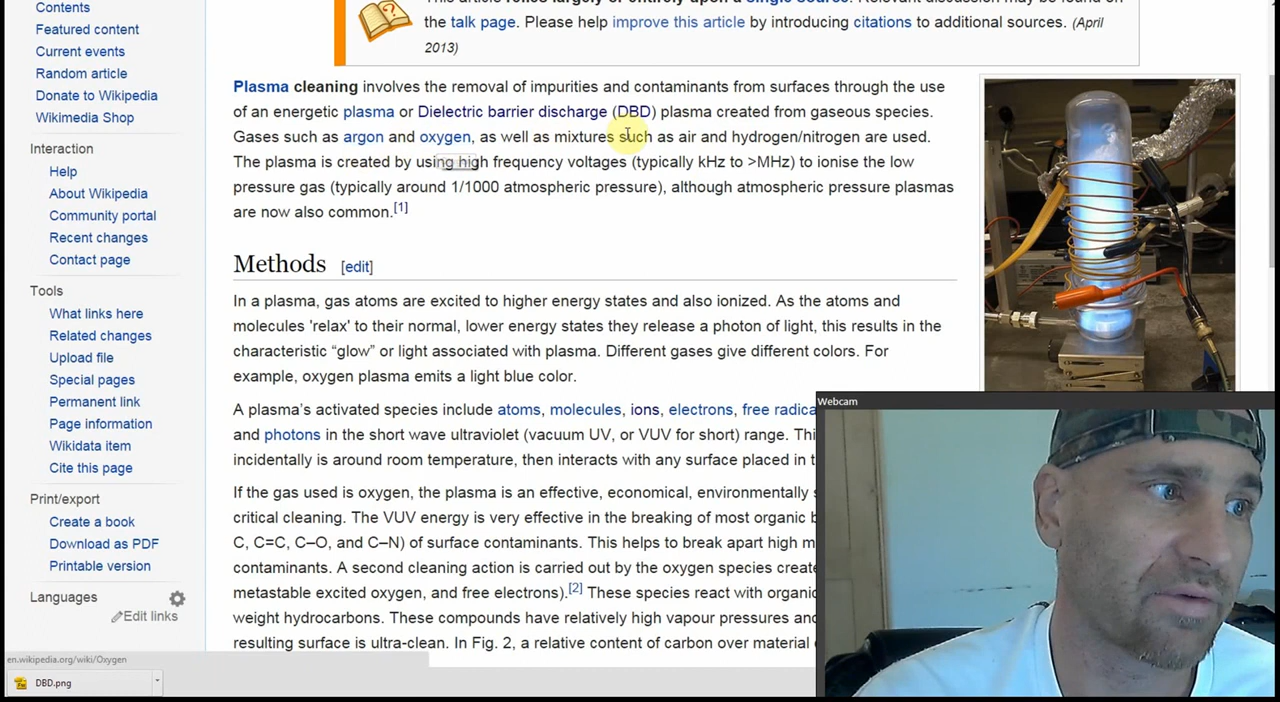 Contents
Featured content
Current events
Random article
Donate to Wikipedia
Wikimedia Shop
Interaction
Help
About Wikipedia
Community portal
Recent changes
Contact page
Tools
What links here
Related changes
Upload file
Special pages
Permanent link
Page information
Wikidata item
Cite this page
Print/export
Create a book
Download as PDF
Printable version
Languages
Edit links
This article relies largely or entirely upon a single source. Relevant discussion may be found on
the talk page. Please help improve this article by introducing citations to additional sources. (April
2013)
Plasma cleaning involves the removal of impurities and contaminants from surfaces through the use
of an energetic plasma or Dielectric barrier discharge (DBD) plasma created from gaseous species.
Gases such as argon and oxygen, as well as mixtures such as air and hydrogen/nitrogen are used.
The plasma is created by using high frequency voltages (typically kHz to >MHz) to ionise the low
pressure gas (typically around 1/1000 atmospheric pressure), although atmospheric pressure plasmas
are now also common.[1]
Methods [edit]
In a plasma, gas atoms are excited to higher energy states and also ionized. As the atoms and
molecules 'relax' to their normal, lower energy states they release a photon of light, this results in the
characteristic “glow” or light associated with plasma. Different gases give different colors. For
example, oxygen plasma emits a light blue color.
A plasma’s activated species include atoms, molecules, ions, electrons, free radica
and photons in the short wave ultraviolet (vacuum UV, or VUV for short) range. Thi
incidentally is around room temperature, then interacts with any surface placed in t
If the gas used is oxygen, the plasma is an effective, economical, environmentally s
critical cleaning. The VUV energy is very effective in the breaking of most organic b
C, C=C, C–O, and C–N) of surface contaminants. This helps to break apart high m
contaminants. A second cleaning action is carried out by the oxygen species create
metastable excited oxygen, and free electrons).[2] These species react with organic
weight hydrocarbons. These compounds have relatively high vapour pressures and
resulting surface is ultra-clean. In Fig. 2, a relative content of carbon over material
Webcam
en.wikipedia.org/wiki/Oxygen
DBD.png